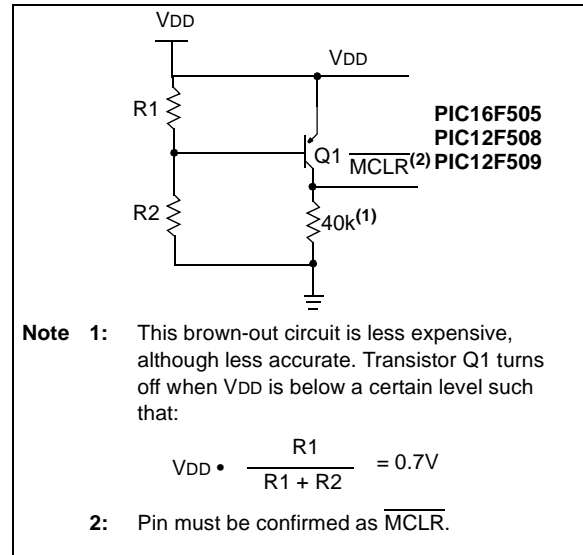 VDD
VDD
R1
PIC16F505
PIC12F508
Q1 MCLR(2) PIC12F509
R2
40k(1)
Note 1: This brown-out circuit is less expensive,
although less accurate. Transistor Q1 turns
off when VDD is below a certain level such
that:
VDD • R1 / R1 + R2 = 0.7V
2: Pin must be confirmed as MCLR.